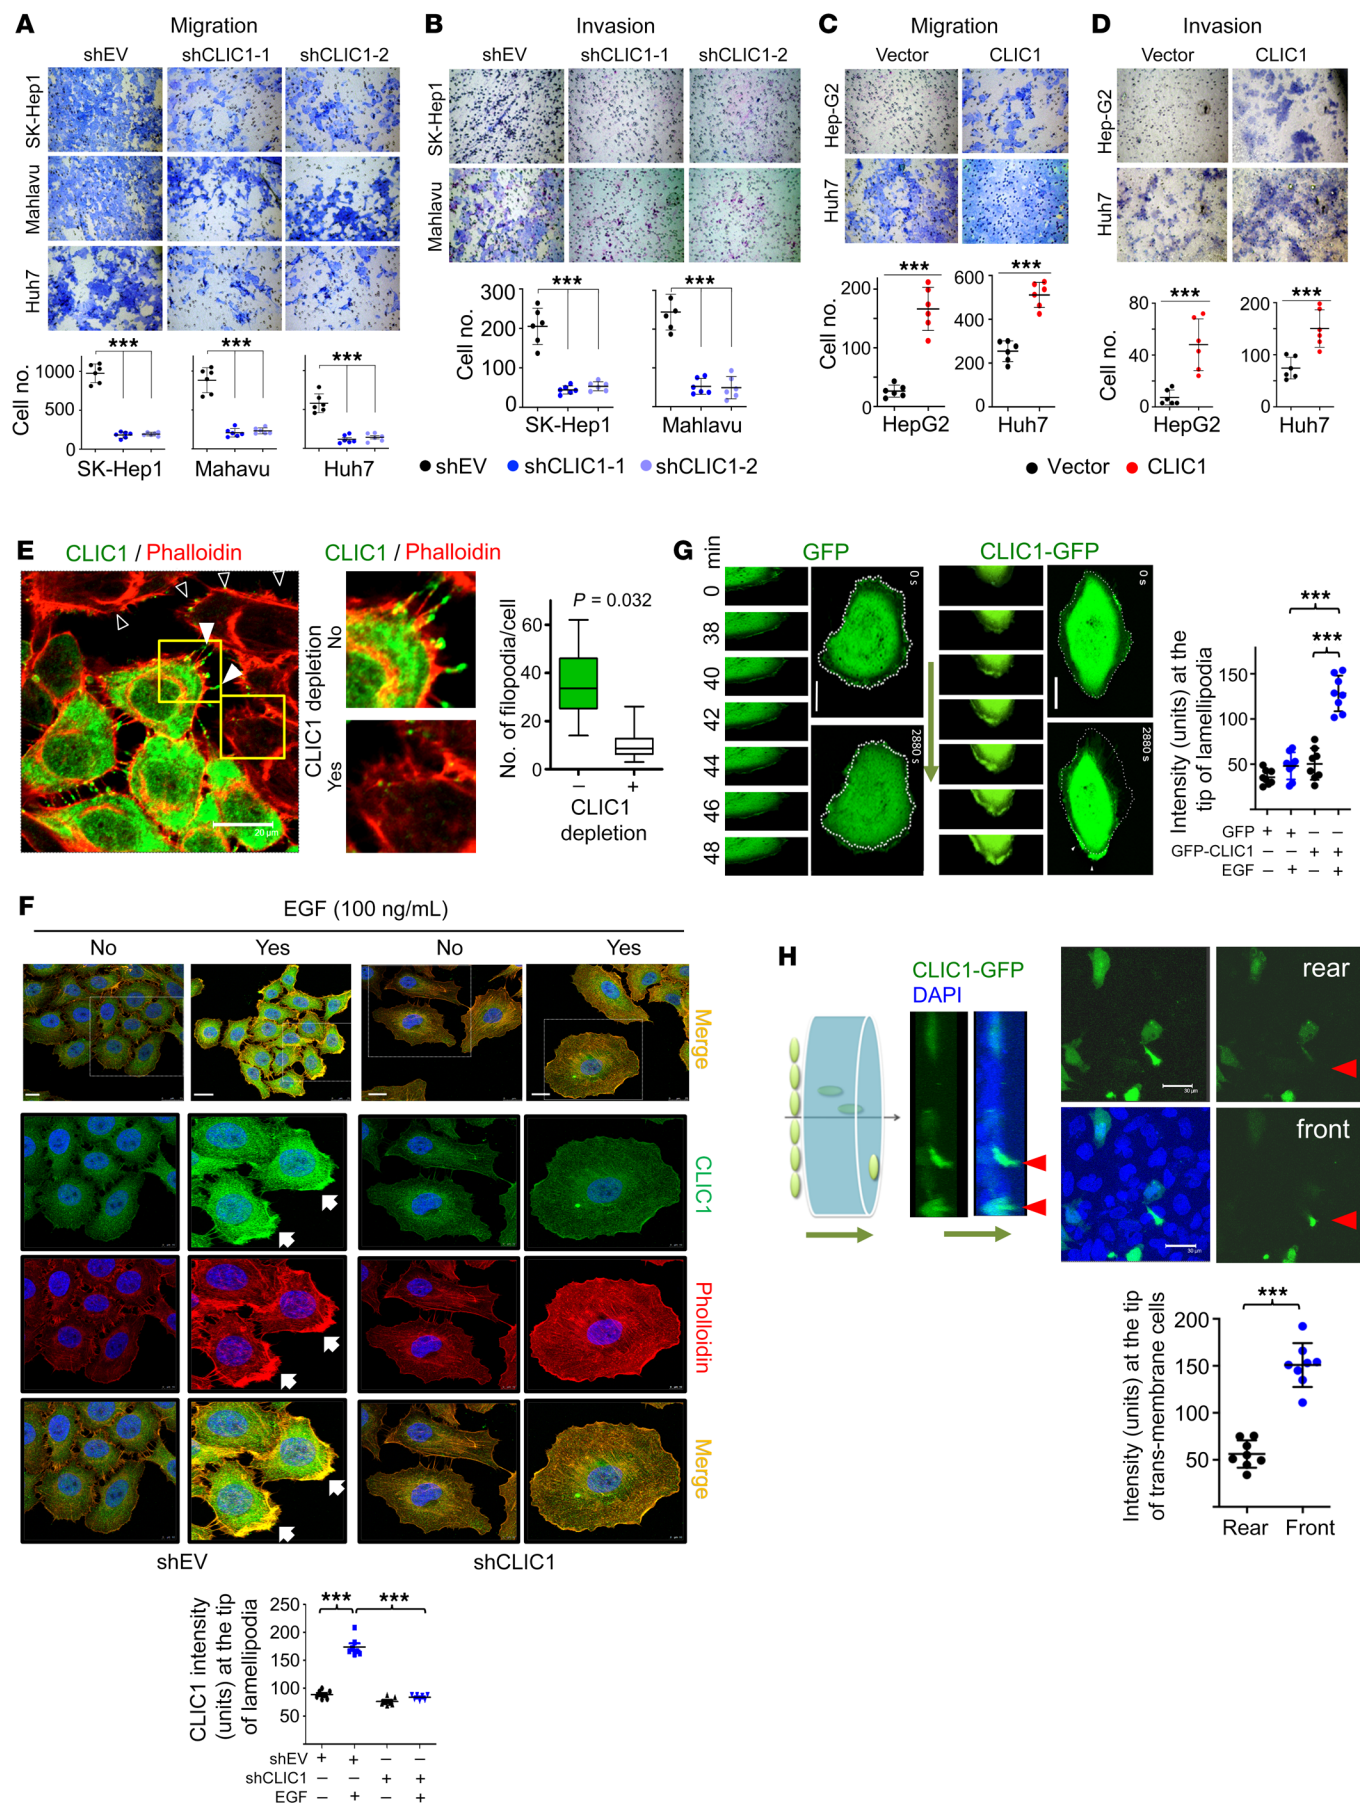 A Migration
shEV shCLIC1-1 shCLIC1-2
SK-Hep1
Mahlavu
Huh7
Cell no.
1000
500
0
***
***
***
SK-Hep1 Mahavu Huh7
B Invasion
shEV shCLIC1-1 shCLIC1-2
SK-Hep1
Mahlavu
Cell no.
300
200
100
0
***
***
SK-Hep1 Mahlavu
shEV shCLIC1-1 shCLIC1-2
C Migration
Vector CLIC1
Hep-G2
Huh7
Cell no.
200
100
0
***
600
400
200
0
***
HepG2 Huh7
D Invasion
Vector CLIC1
Hep-G2
Huh7
Cell no.
80
40
0
***
200
100
0
***
HepG2 Huh7
Vector CLIC1
E CLIC1 / Phalloidin
20 μm
CLIC1 / Phalloidin
CLIC1 depletion
No
Yes
P = 0.032
No. of filopodia/cell
60
40
20
0
– +
CLIC1
depletion
G min
GFP CLIC1-GFP
0
38
40
42
44
46
48
0 s
2880 s
0 s
2880 s
Intensity (units) at the
tip of lamellipodia
150
100
50
***
***
GFP + + – –
GFP-CLIC1 – – + +
EGF – + – +
F EGF (100 ng/mL)
No Yes No Yes
Merge
CLIC1
Pholloidin
Merge
shEV shCLIC1
CLIC1 intensity
(units) at the tip
of lamellipodia
250
200
150
100
50
***
***
shEV + + – –
shCLIC1 – – + +
EGF – + – +
H
CLIC1-GFP
DAPI
rear
front
30 μm
30 μm
Intensity (units) at the tip
of trans-membrane cells
200
150
100
50
***
Rear Front